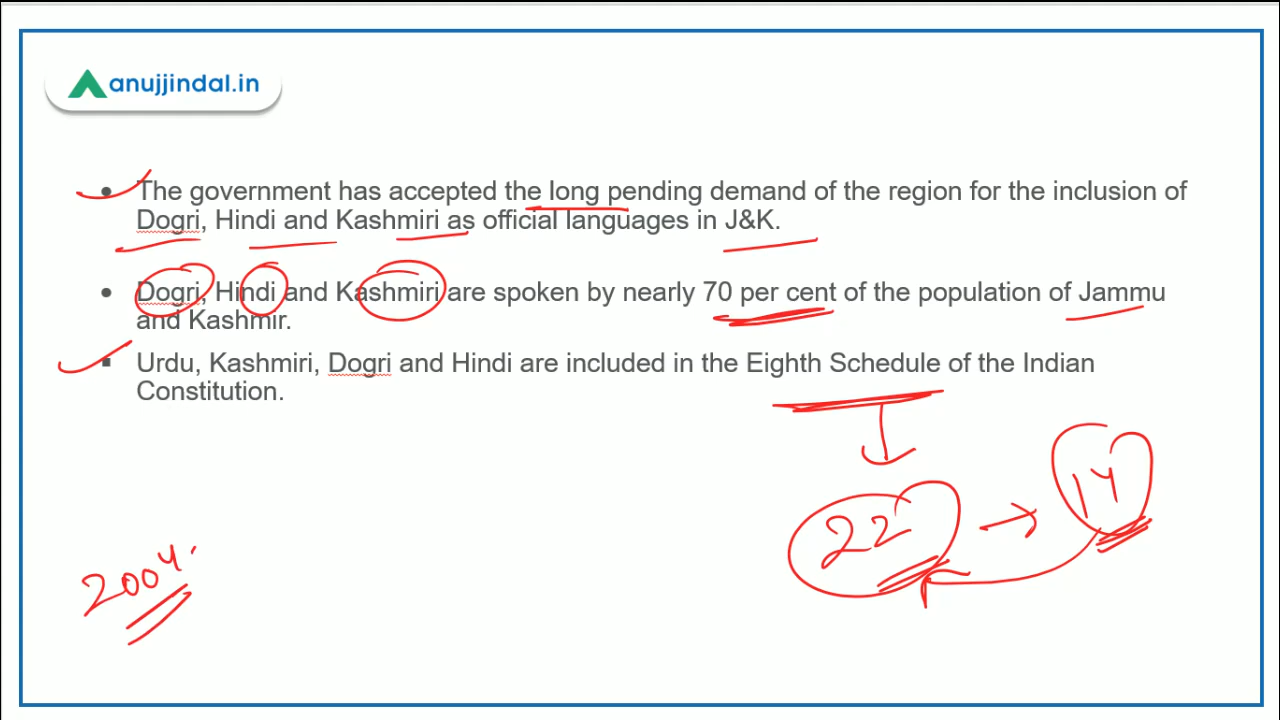 anujjindal.in
The government has accepted the long pending demand of the region for the inclusion of
Dogri, Hindi and Kashmiri as official languages in J&K.
Dogri, Hindi and Kashmiri are spoken by nearly 70 per cent of the population of Jammu
and Kashmir.
Urdu, Kashmiri, Dogri and Hindi are included in the Eighth Schedule of the Indian
Constitution.
14
22
2004